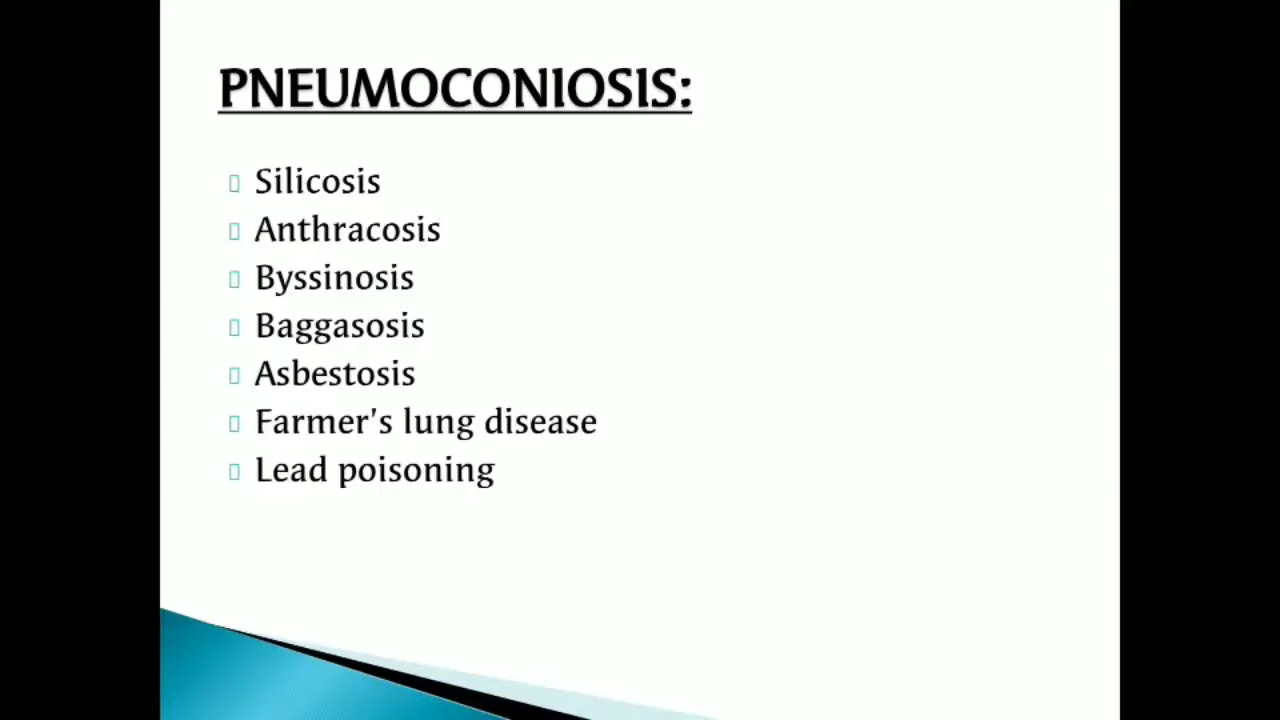 PNEUMOCONIOSIS:
Silicosis
Anthracosis
Byssinosis
Baggasosis
Asbestosis
Farmer's lung disease
Lead poisoning